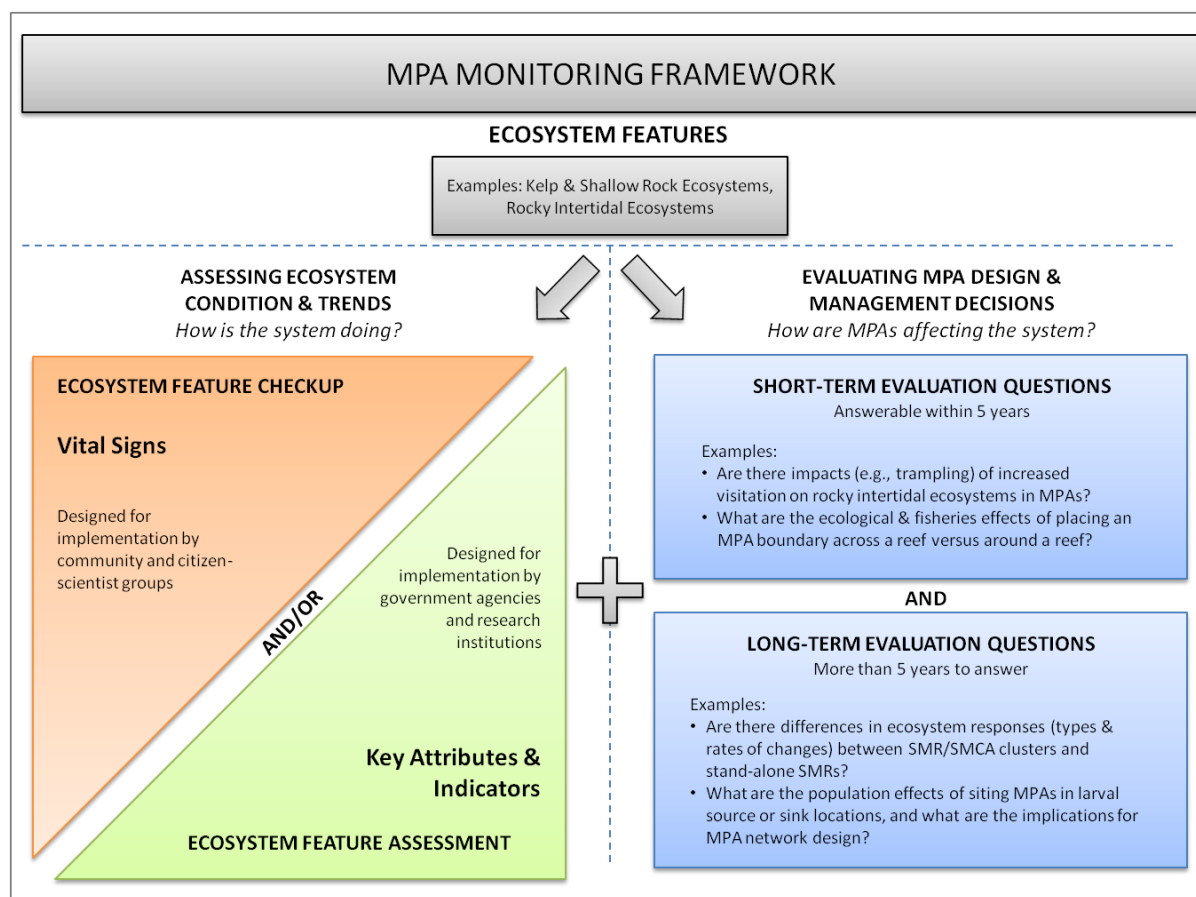 MPA MONITORING FRAMEWORK
ECOSYSTEM FEATURES
Examples: Kelp & Shallow Rock Ecosystems,
Rocky Intertidal Ecosystems
ASSESSING ECOSYSTEM
CONDITION & TRENDS
How is the system doing?
ECOSYSTEM FEATURE CHECKUP
Vital Signs
Designed for
implementation by
community and citizen-
scientist groups
AND/OR
Designed for
implementation by
government agencies
and research
institutions
Key Attributes &
Indicators
ECOSYSTEM FEATURE ASSESSMENT
EVALUATING MPA DESIGN &
MANAGEMENT DECISIONS
How are MPAs affecting the system?
SHORT-TERM EVALUATION QUESTIONS
Answerable within 5 years
Examples:
• Are there impacts (e.g., trampling) of increased
visitation on rocky intertidal ecosystems in MPAs?
• What are the ecological & fisheries effects of placing an
MPA boundary across a reef versus around a reef?
AND
LONG-TERM EVALUATION QUESTIONS
More than 5 years to answer
Examples:
• Are there differences in ecosystem responses (types &
rates of changes) between SMR/SMCA clusters and
stand-alone SMRs?
• What are the population effects of siting MPAs in larval
source or sink locations, and what are the implications for
MPA network design?